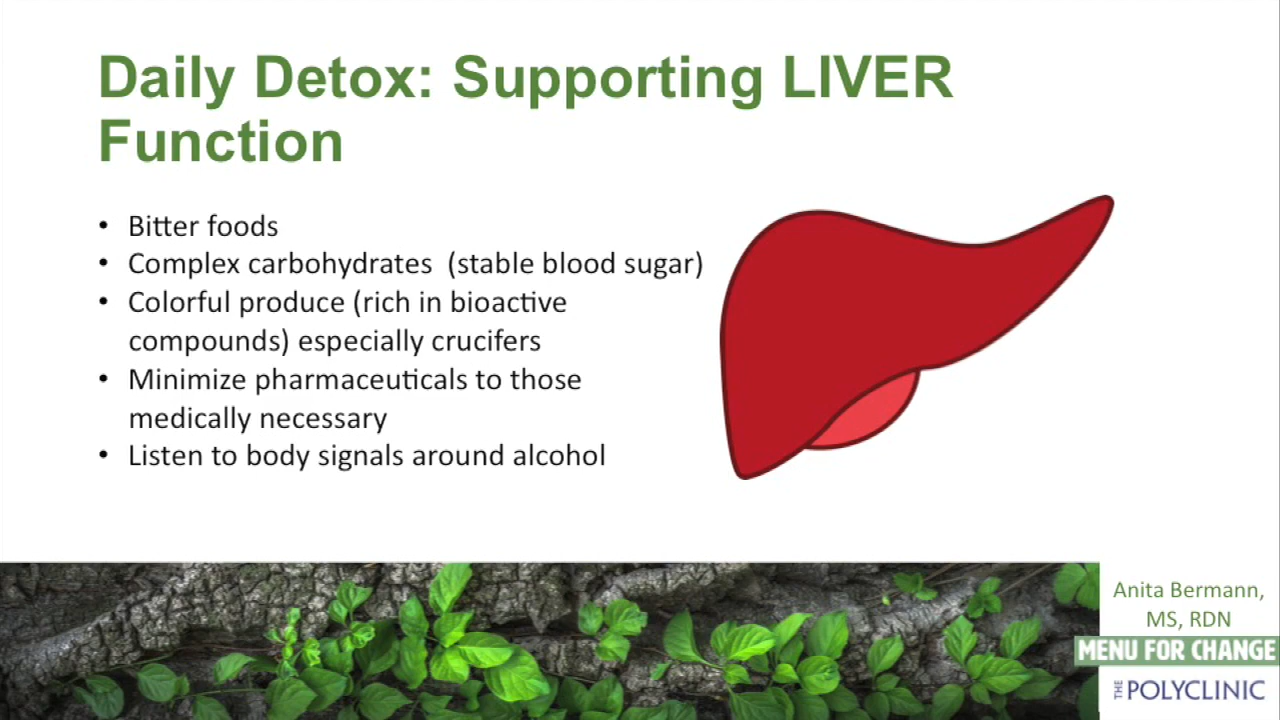 Daily Detox: Supporting LIVER
Function
• Bitter foods
• Complex carbohydrates  (stable blood sugar)
• Colorful produce (rich in bioactive
compounds) especially crucifers
• Minimize pharmaceuticals to those
medically necessary
• Listen to body signals around alcohol
Anita Bermann,
MS, RDN
MENU FOR CHANGE
THE POLYCLINIC